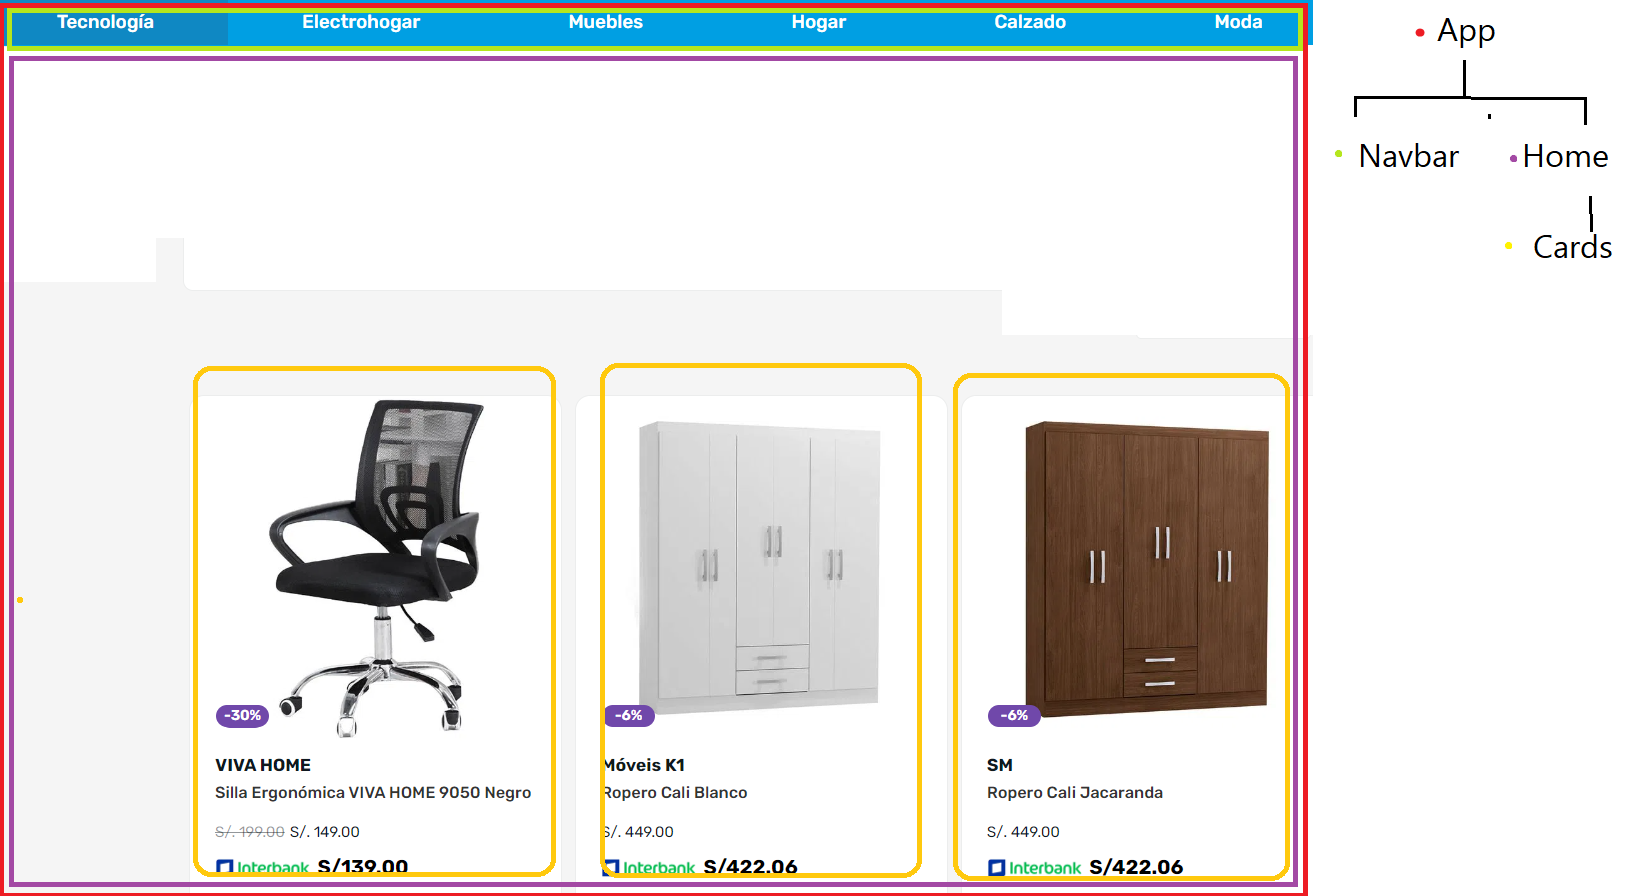 Tecnología Electrohogar Muebles Hogar Calzado Moda
App
Navbar Home
Cards
-30%
VIVA HOME
Silla Ergonómica VIVA HOME 9050 Negro
S/. 199.00 S/. 149.00
Interbank S/139.00
-6%
Móveis K1
Ropero Cali Blanco
S/. 449.00
Interbank S/422.06
-6%
SM
Ropero Cali Jacaranda
S/. 449.00
Interbank S/422.06